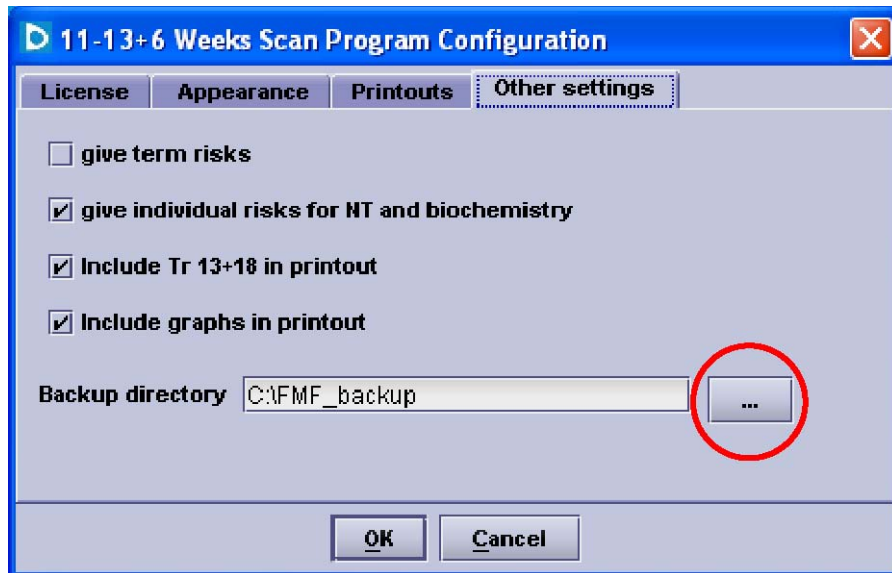 11-13+6 Weeks Scan Program Configuration
License Appearance Printouts Other settings
give term risks
give individual risks for NT and biochemistry
Include Tr 13+18 in printout
Include graphs in printout
Backup directory C:\FMF_backup ...
OK Cancel